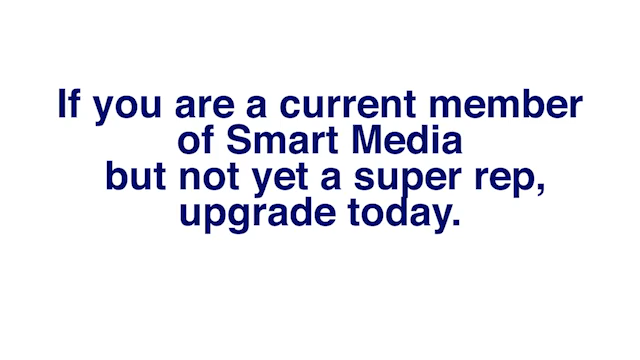 If you are a current member
of Smart Media
but not yet a super rep,
upgrade today.